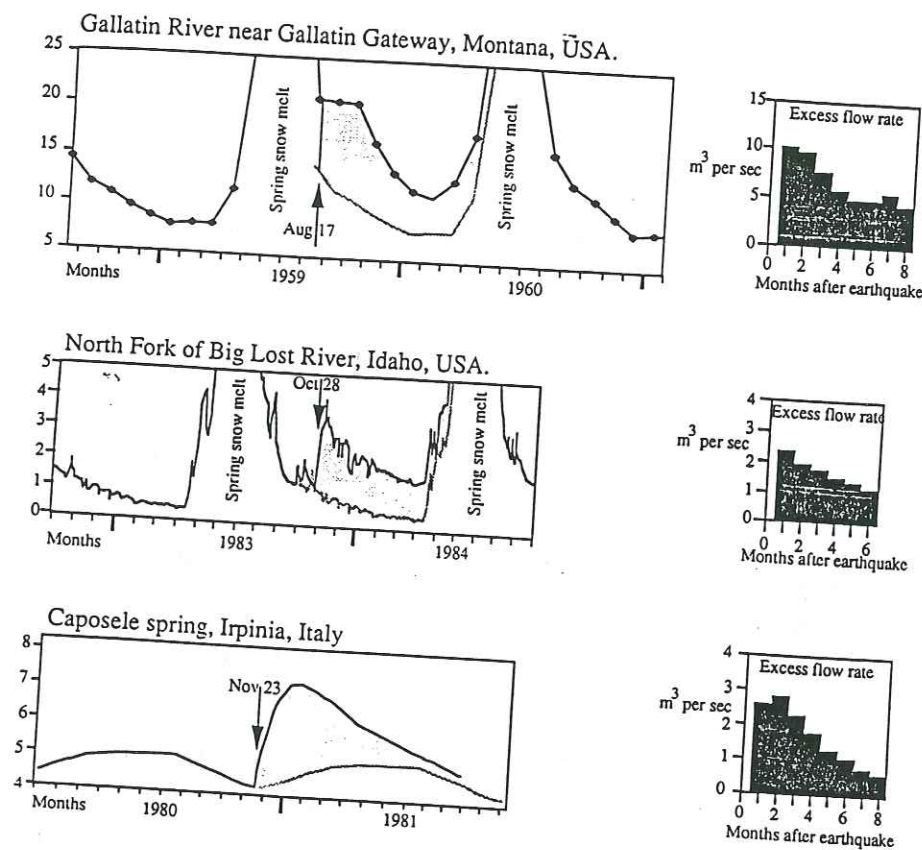 Gallatin River near Gallatin Gateway, Montana, USA.
25
20
15
10
5
Spring snow melt
Aug 17
Spring snow melt
Months
1959
1960
15
10
5
0
Excess flow rate
m³ per sec
0 2 4 6 8
Months after earthquake
North Fork of Big Lost River, Idaho, USA.
5
4
3
2
1
0
Spring snow melt
Oct 28
Spring snow melt
Months
1983
1984
4
3
2
1
0
Excess flow rate
m³ per sec
0 2 4 6
Months after earthquake
Caposele spring, Irpinia, Italy
8
7
6
5
4
Nov 23
Months
1980
1981
4
3
2
1
0
Excess flow rate
m³ per sec
0 2 4 6 8
Months after earthquake